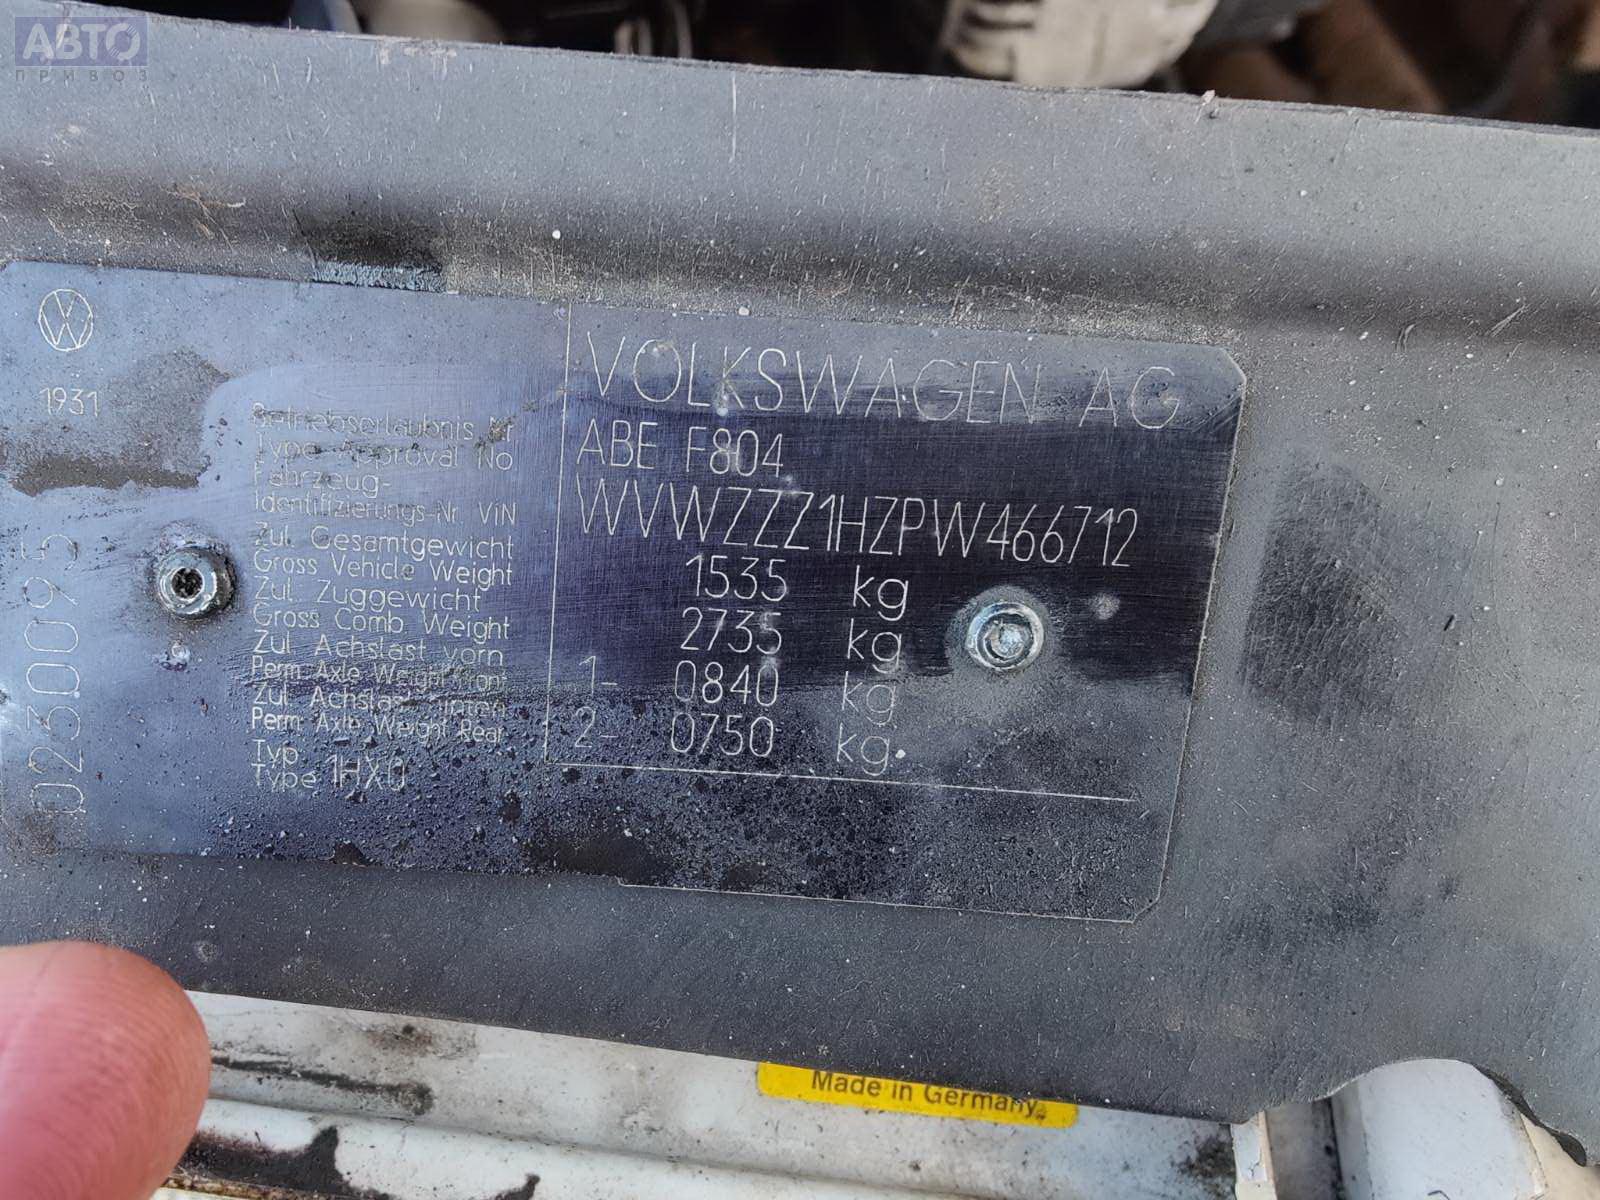 АВТО
ПРИВОЗ
1931
VOLKSWAGEN AG
ABE F804
WVWZZZ1HZPW466712
1535 kg
2735 kg
1- 0840 kg
2- 0750 kg
Betriebserlaubnis Nr
Type Approval No
Fahrzeug-
Identifizierungs-Nr. ViN
Zul. Gesamtgewicht
Gross Vehicle Weight
Zul. Zuggewicht
Gross Comb. Weight
Zul. Achslast vorn
Perm. Axle Weight Front
Zul. Achslast hinten
Perm. Axle Weight Rear
Typ
Type 1HX0
023.0095
Made in Germany